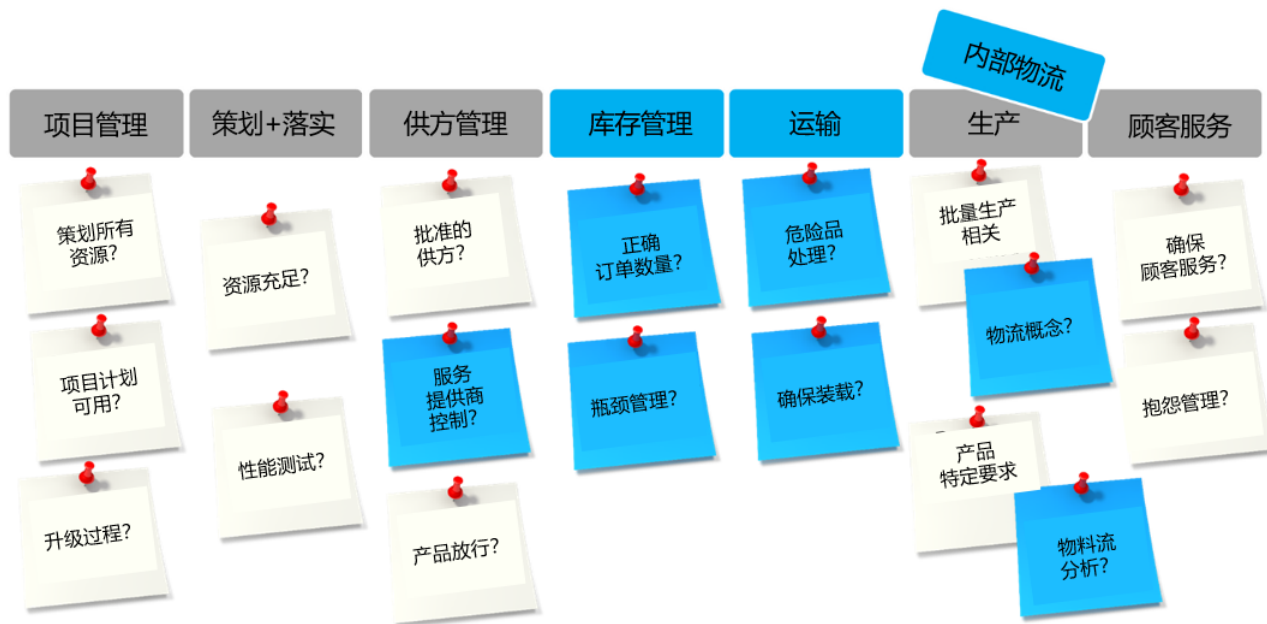 内部物流
项目管理
策划+落实
供方管理
库存管理
运输
生产
顾客服务
策划所有
资源?
项目计划
可用?
升级过程?
资源充足?
性能测试?
批准的
供方?
服务
提供商
控制?
产品放行?
正确
订单数量?
瓶颈管理?
危险品
处理?
确保装载?
批量生产
相关
物流概念?
产品
特定要求
物料流
分析?
确保
顾客服务?
抱怨管理?